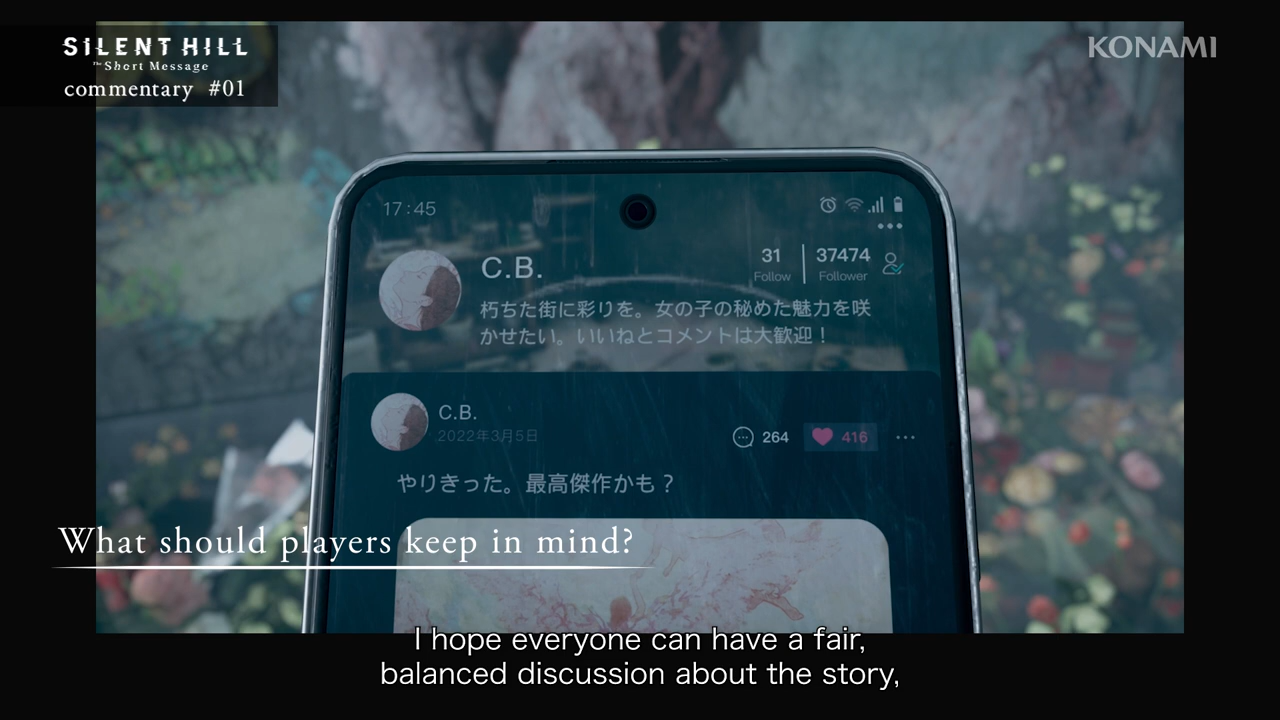 SILENT HILL
The Short Message
commentary #01
KONAMI
17:45
C.B.
31
Follow
37474
Follower
朽ちた街に彩りを。女の子の秘めた魅力を咲
かせたい。いいねとコメントは大歓迎！
C.B.
2022年3月5日
264
416
やりきった。最高傑作かも？
What should players keep in mind?
I hope everyone can have a fair,
balanced discussion about the story,